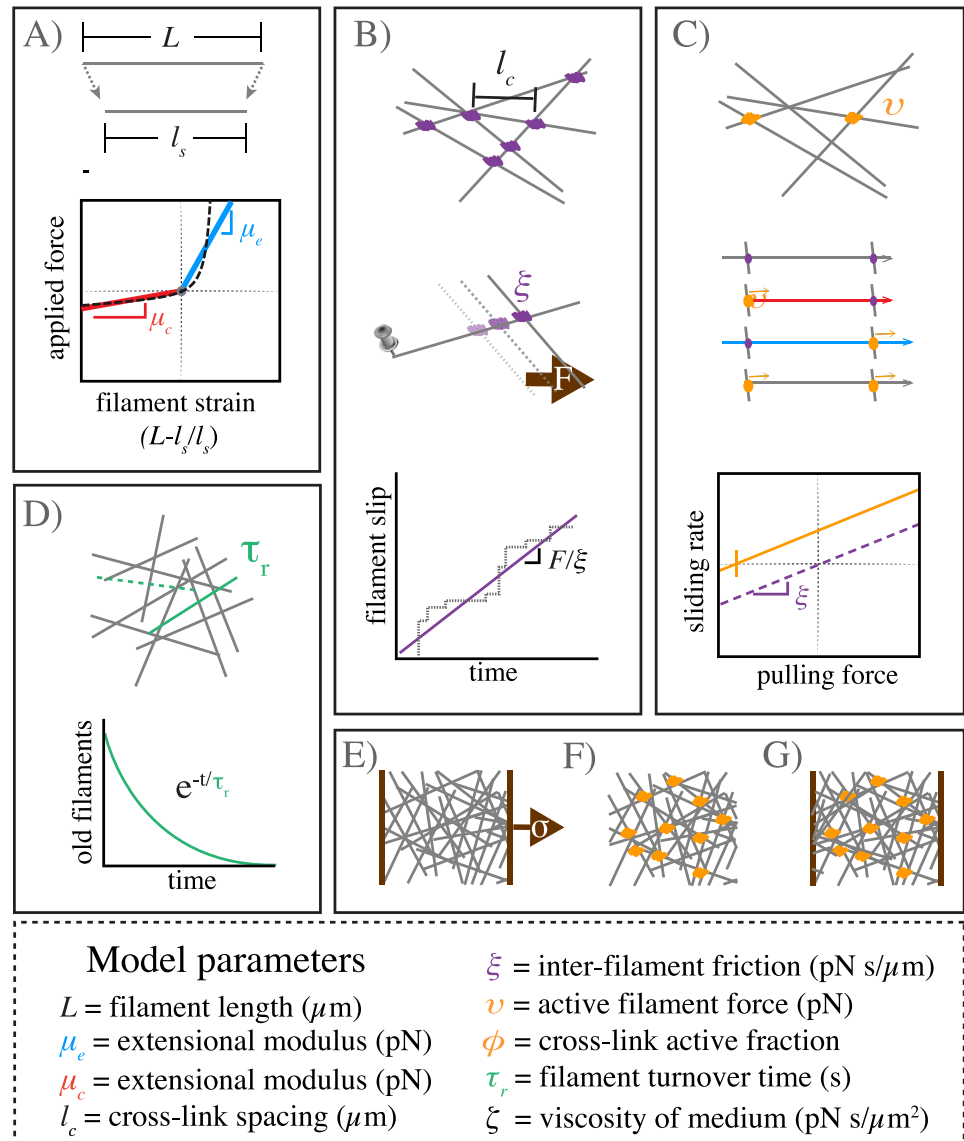 A)
L
l_s
-
applied force
μ_e
μ_c
filament strain
(L-l_s/l_s)
B)
l_c
ξ
F
filament slip
F/ξ
time
C)
υ
υ
sliding rate
ξ
pulling force
D)
τ_r
old filaments
e^-t/τ_r
time
E)
σ
F)
G)
Model parameters
L = filament length (μm)
μ_e = extensional modulus (pN)
μ_c = extensional modulus (pN)
l_c = cross-link spacing (μm)
ξ = inter-filament friction (pN s/μm)
υ = active filament force (pN)
ϕ = cross-link active fraction
τ_r = filament turnover time (s)
ζ = viscosity of medium (pN s/μm²)